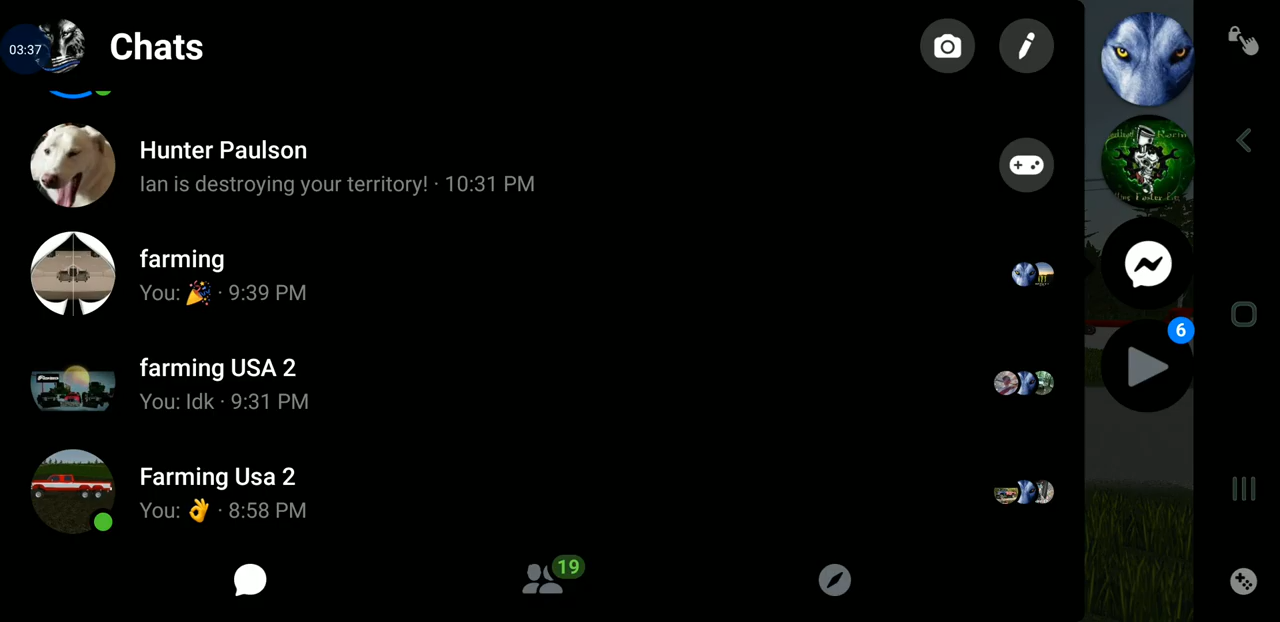 03:37
Chats
Hunter Paulson
Ian is destroying your territory! · 10:31 PM
farming
You: 🎉 · 9:39 PM
farming USA 2
You: Idk · 9:31 PM
6
Farming Usa 2
You: 👌 · 8:58 PM
19